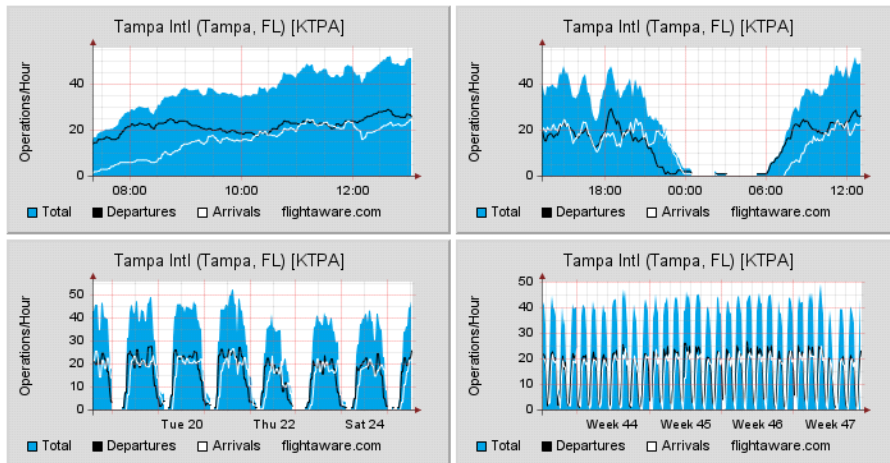 Tampa Intl (Tampa, FL) [KTPA]
Operations/Hour
40
20
0
08:00 10:00 12:00
Total Departures Arrivals flightaware.com
Tampa Intl (Tampa, FL) [KTPA]
Operations/Hour
40
20
0
18:00 00:00 06:00 12:00
Total Departures Arrivals flightaware.com
Tampa Intl (Tampa, FL) [KTPA]
Operations/Hour
50
40
30
20
10
0
Tue 20 Thu 22 Sat 24
Total Departures Arrivals flightaware.com
Tampa Intl (Tampa, FL) [KTPA]
Operations/Hour
50
40
30
20
10
0
Week 44 Week 45 Week 46 Week 47
Total Departures Arrivals flightaware.com